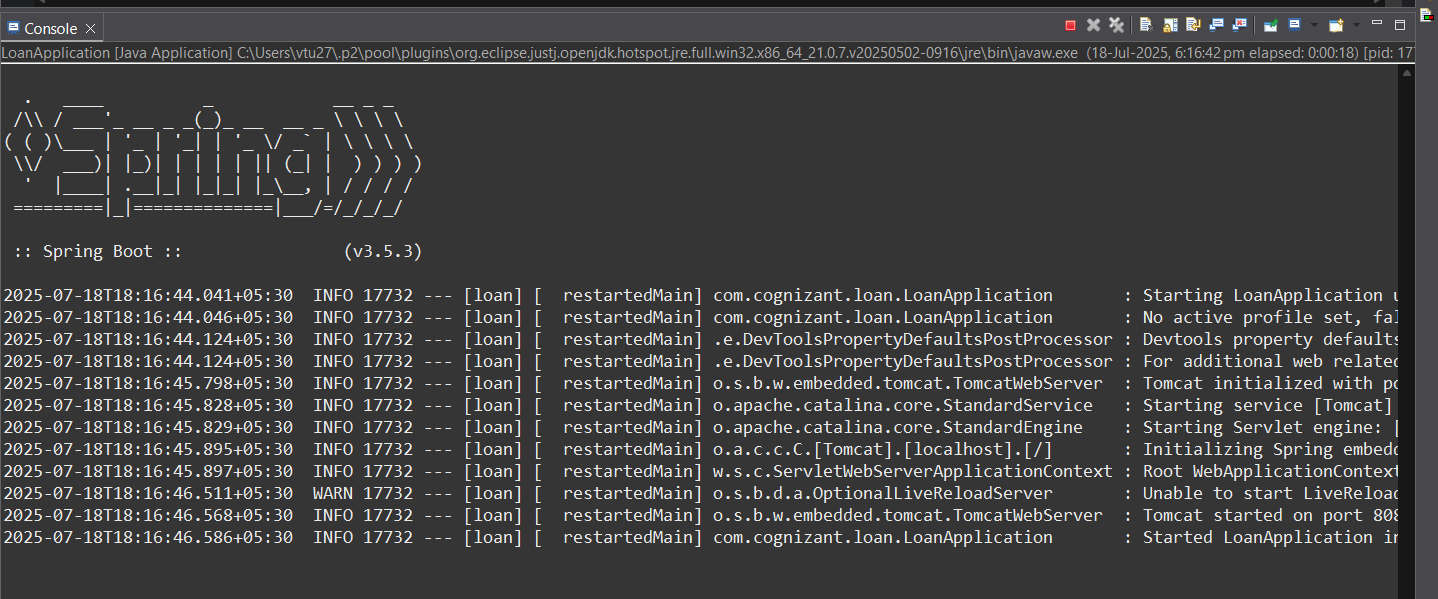 Console
LoanApplication [Java Application] C:\Users\vtu27\.p2\pool\plugins\org.eclipse.justj.openjdk.hotspot.jre.full.win32.x86_64_21.0.7.v20250502-0916\jre\bin\javaw.exe (18-Jul-2025, 6:16:42 pm elapsed: 0:00:18) [pid: 17
  .   ____          _            __ _ _
 /\\ / ___'_ __ _ _(_)_ __  __ _ \ \ \ \
( ( )\___ | '_ | '_| | '_ \/ _` | \ \ \ \
 \\/  ___)| |_)| | | | | || (_| |  ) ) ) )
  '  |____| .__|_| |_|_| |_\__, | / / / /
 =========|_|==============|___/=/_/_/_/
 :: Spring Boot ::                (v3.5.3)
2025-07-18T18:16:44.041+05:30  INFO 17732 --- [loan] [  restartedMain] com.cognizant.loan.LoanApplication       : Starting LoanApplication u
2025-07-18T18:16:44.046+05:30  INFO 17732 --- [loan] [  restartedMain] com.cognizant.loan.LoanApplication       : No active profile set, fal
2025-07-18T18:16:44.124+05:30  INFO 17732 --- [loan] [  restartedMain] .e.DevToolsPropertyDefaultsPostProcessor : Devtools property defaults
2025-07-18T18:16:44.124+05:30  INFO 17732 --- [loan] [  restartedMain] .e.DevToolsPropertyDefaultsPostProcessor : For additional web related
2025-07-18T18:16:45.798+05:30  INFO 17732 --- [loan] [  restartedMain] o.s.b.w.embedded.tomcat.TomcatWebServer  : Tomcat initialized with po
2025-07-18T18:16:45.828+05:30  INFO 17732 --- [loan] [  restartedMain] o.apache.catalina.core.StandardService   : Starting service [Tomcat]
2025-07-18T18:16:45.829+05:30  INFO 17732 --- [loan] [  restartedMain] o.apache.catalina.core.StandardEngine    : Starting Servlet engine: [
2025-07-18T18:16:45.895+05:30  INFO 17732 --- [loan] [  restartedMain] o.a.c.c.C.[Tomcat].[localhost].[/]       : Initializing Spring embedd
2025-07-18T18:16:45.897+05:30  INFO 17732 --- [loan] [  restartedMain] w.s.c.ServletWebServerApplicationContext : Root WebApplicationContext
2025-07-18T18:16:46.511+05:30  WARN 17732 --- [loan] [  restartedMain] o.s.b.d.a.OptionalLiveReloadServer       : Unable to start LiveReload
2025-07-18T18:16:46.568+05:30  INFO 17732 --- [loan] [  restartedMain] o.s.b.w.embedded.tomcat.TomcatWebServer  : Tomcat started on port 808
2025-07-18T18:16:46.586+05:30  INFO 17732 --- [loan] [  restartedMain] com.cognizant.loan.LoanApplication       : Started LoanApplication in